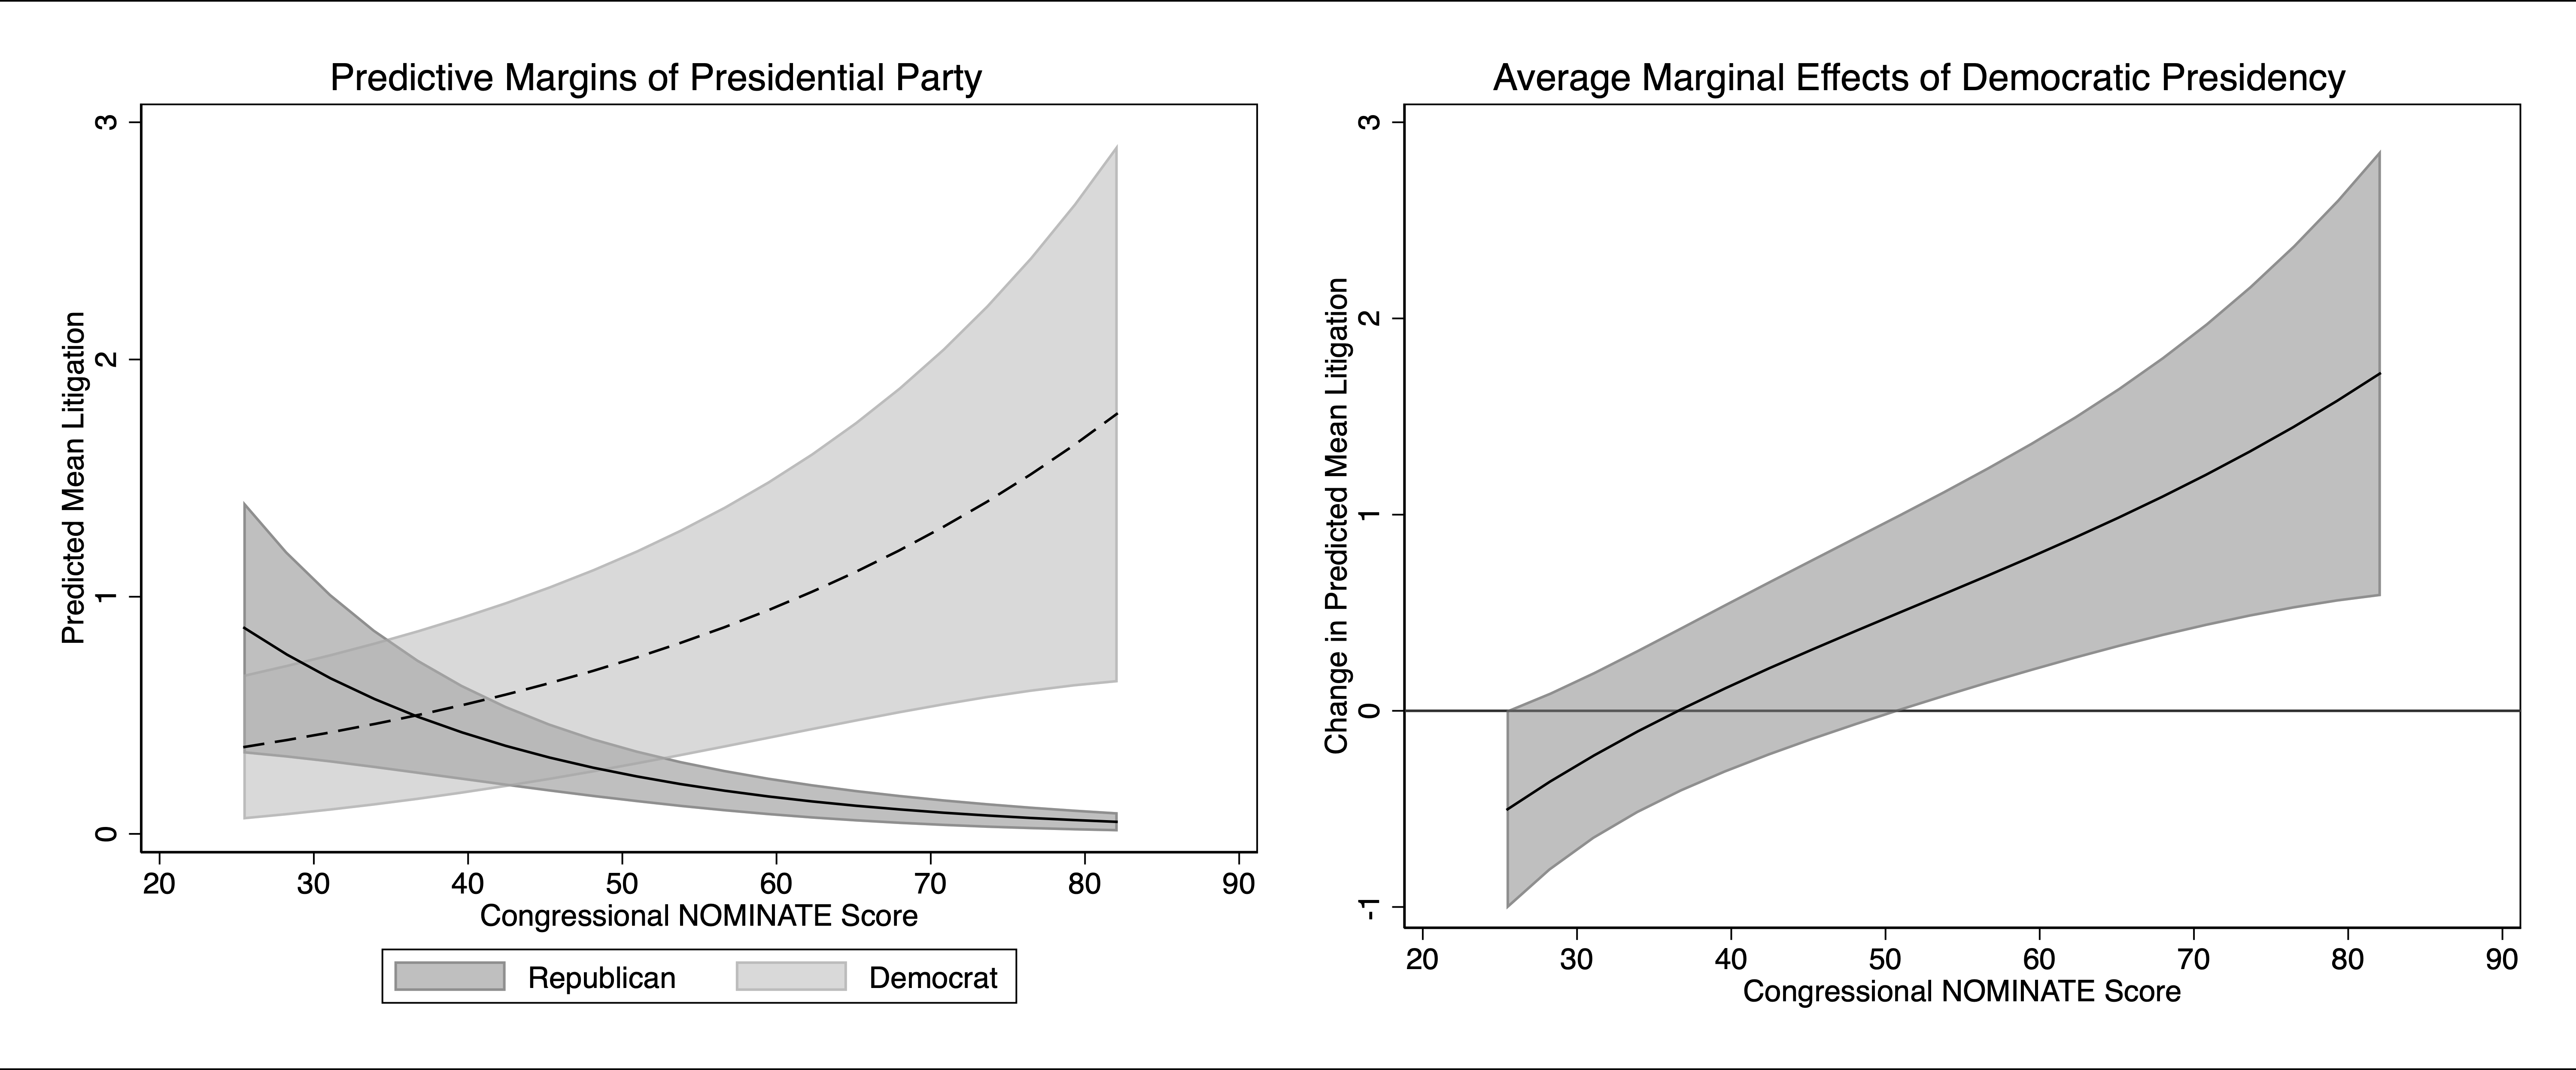 Predictive Margins of Presidential Party
Predicted Mean Litigation
3
2
1
0
20 30 40 50 60 70 80 90
Congressional NOMINATE Score
Republican Democrat
Average Marginal Effects of Democratic Presidency
Change in Predicted Mean Litigation
3
2
1
0
-1
20 30 40 50 60 70 80 90
Congressional NOMINATE Score